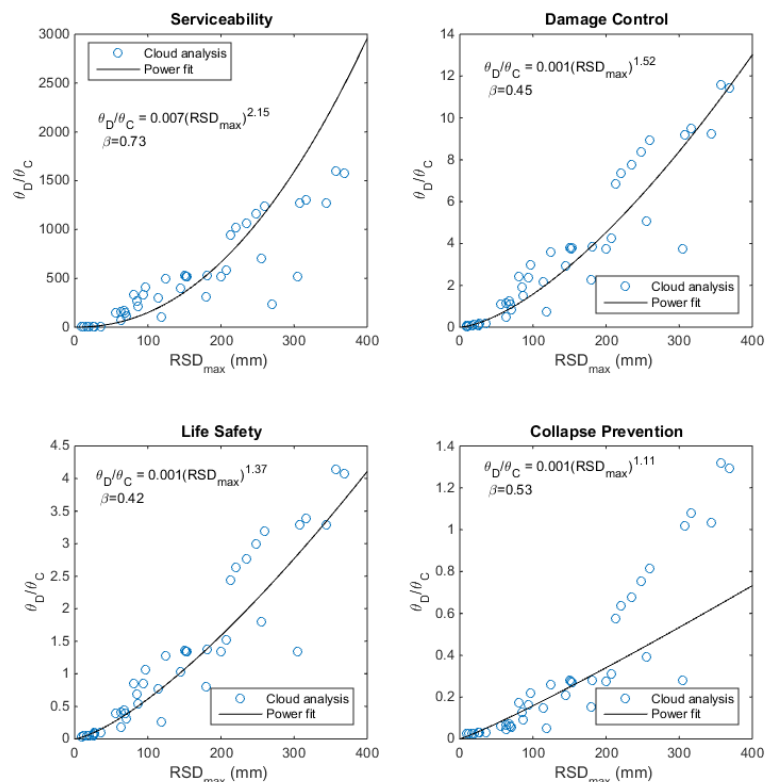 Serviceability
3000
2500
2000
1500
1000
500
0
θD/θC
Cloud analysis
Power fit
θD/θC = 0.007(RSDmax)^2.15
β=0.73
0 100 200 300 400
RSDmax (mm)
Damage Control
14
12
10
8
6
4
2
0
θD/θC
θD/θC = 0.001(RSDmax)^1.52
β=0.45
Cloud analysis
Power fit
0 100 200 300 400
RSDmax (mm)
Life Safety
4.5
4
3.5
3
2.5
2
1.5
1
0.5
0
θD/θC
θD/θC = 0.001(RSDmax)^1.37
β=0.42
Cloud analysis
Power fit
0 100 200 300 400
RSDmax (mm)
Collapse Prevention
1.4
1.2
1
0.8
0.6
0.4
0.2
0
θD/θC
θD/θC = 0.001(RSDmax)^1.11
β=0.53
Cloud analysis
Power fit
0 100 200 300 400
RSDmax (mm)